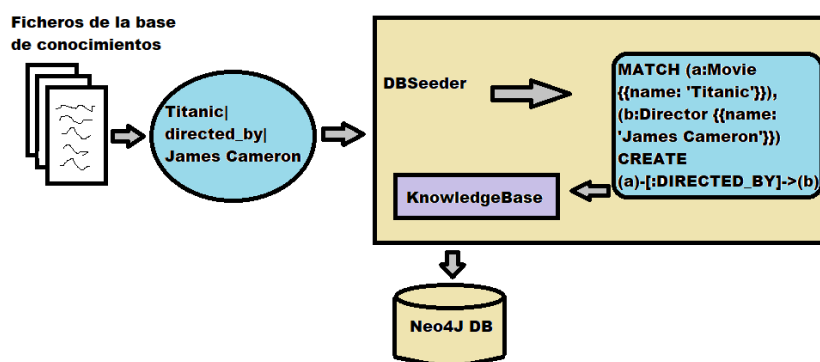 Ficheros de la base
de conocimientos
Titanic|
directed_by|
James Cameron
DBSeeder
MATCH (a:Movie
{{name: 'Titanic'}}),
(b:Director {{name:
'James Cameron'}})
CREATE
(a)-[:DIRECTED_BY]->(b)
KnowledgeBase
Neo4J DB